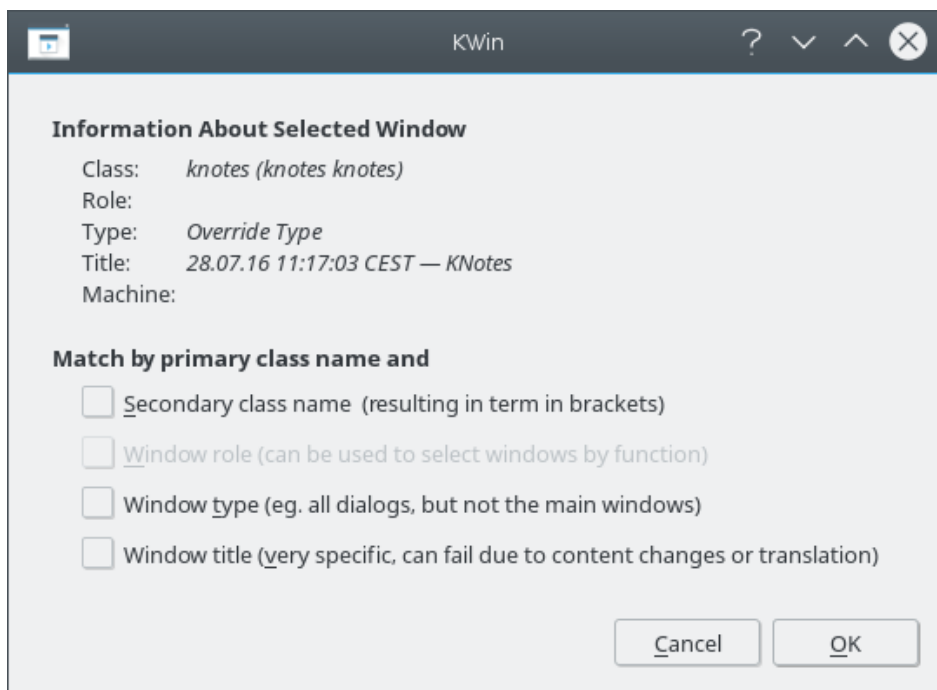 KWin
Information About Selected Window
Class: knotes (knotes knotes)
Role:
Type: Override Type
Title: 28.07.16 11:17:03 CEST — KNotes
Machine:
Match by primary class name and
Secondary class name (resulting in term in brackets)
Window role (can be used to select windows by function)
Window type (eg. all dialogs, but not the main windows)
Window title (very specific, can fail due to content changes or translation)
Cancel OK